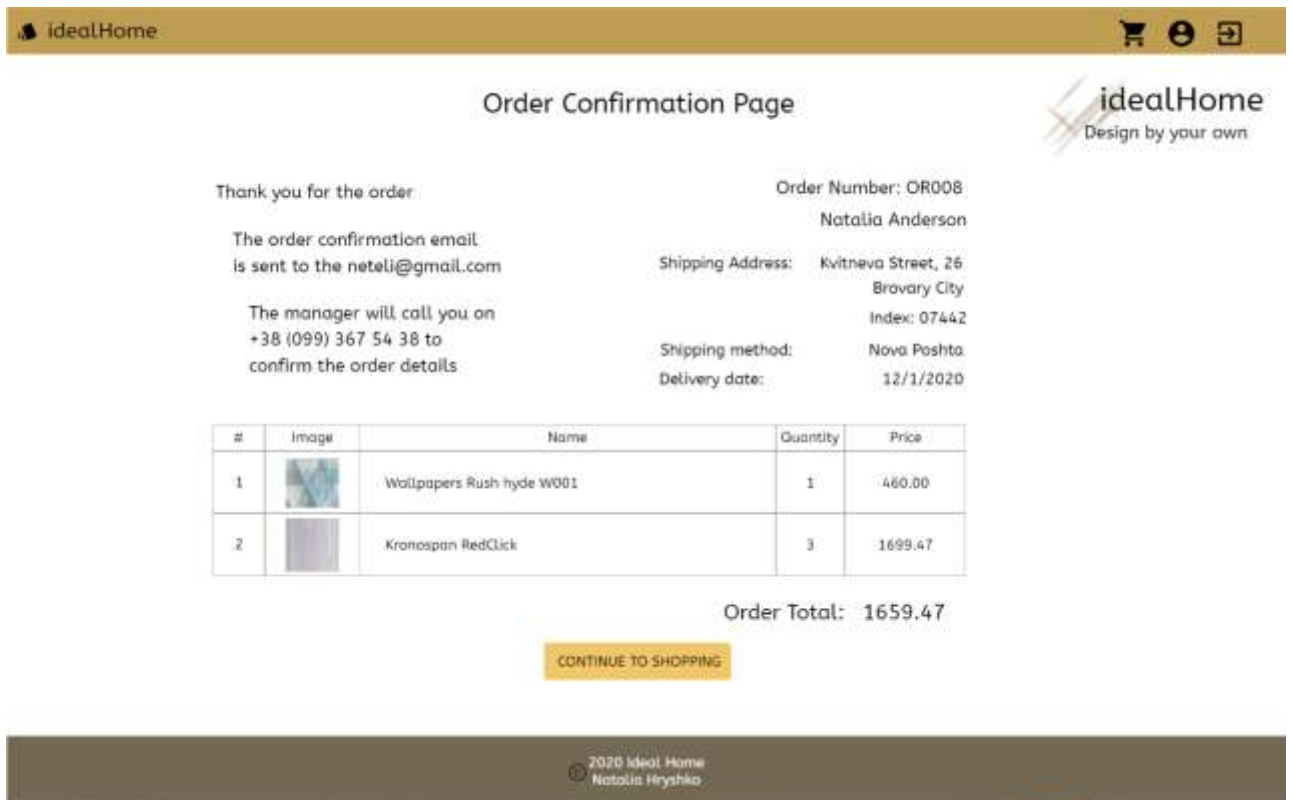 idealHome
Order Confirmation Page
idealHome
Design by your own
Thank you for the order
The order confirmation email
is sent to the neteli@gmail.com
The manager will call you on
+38 (099) 367 54 38 to
confirm the order details
Order Number: OR008
Natalia Anderson
Shipping Address: Kvitneva Street, 26
Brovary City
Index: 07442
Shipping method: Nova Poshta
Delivery date: 12/1/2020
# Image Name Quantity Price
1 Wallpapers Rush hyde W001 1 460.00
2 Kronospan RedClick 3 1699.47
Order Total: 1659.47
CONTINUE TO SHOPPING
2020 Ideal Home
Natalia Hryshko